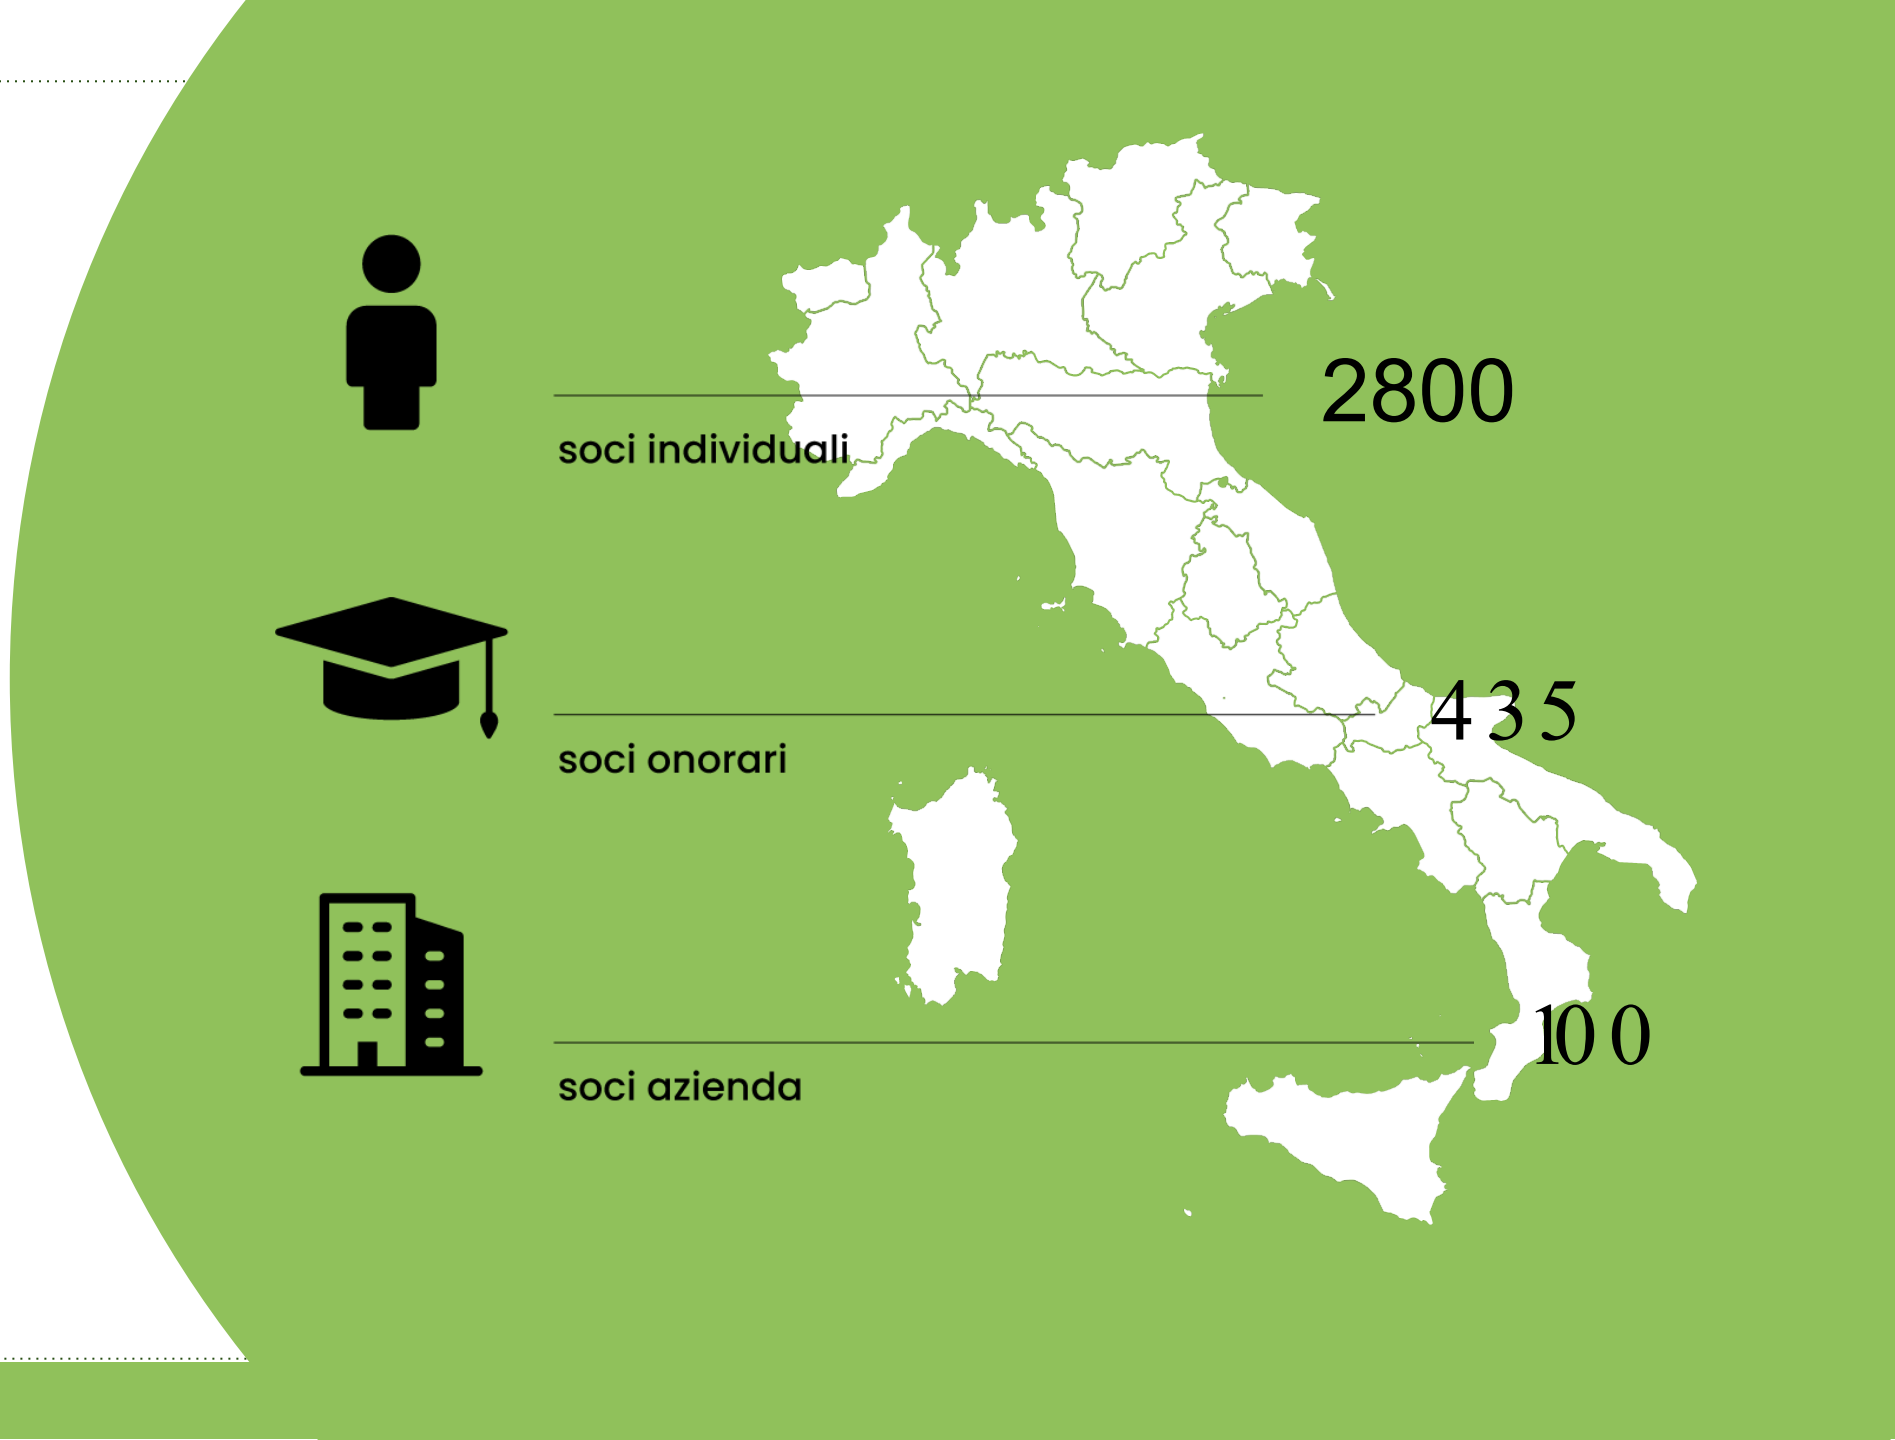 2800
soci individuali
435
soci onorari
100
soci azienda